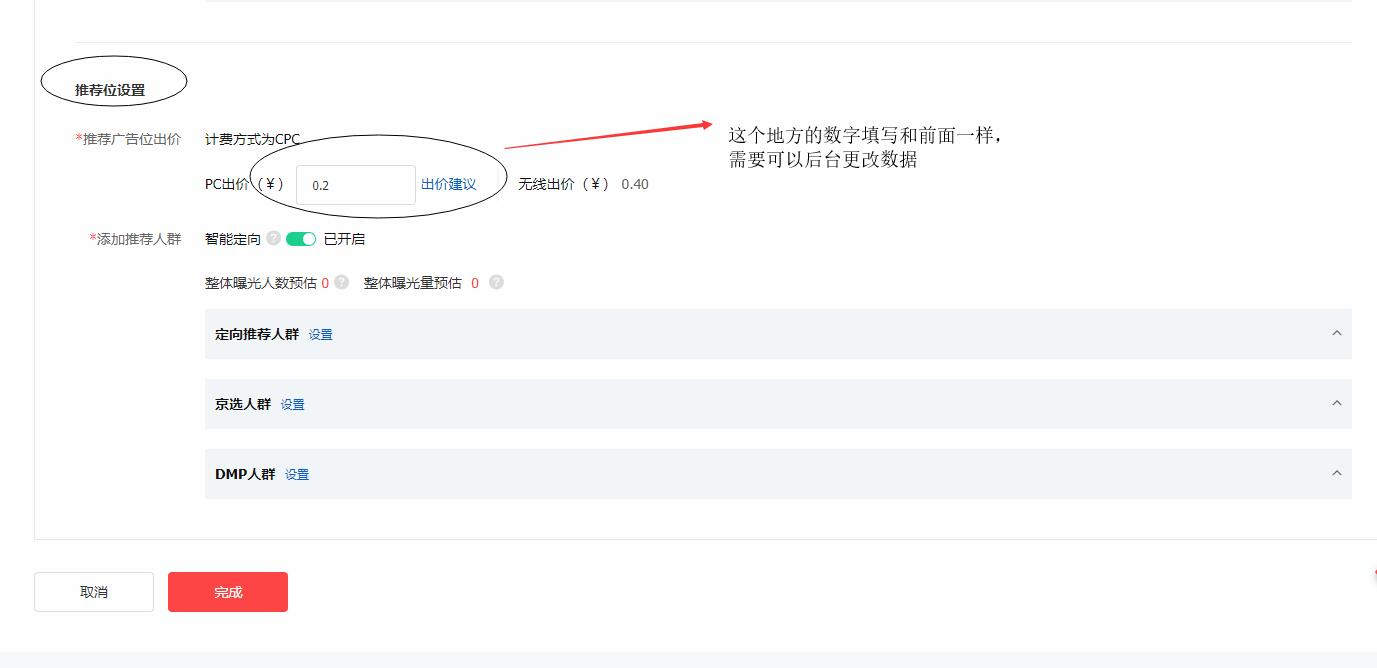 推荐位设置
*推荐广告位出价 计费方式为CPC
这个地方的数字填写和前面一样，
需要可以后台更改数据
PC出价（￥） 0.2 出价建议 无线出价（￥） 0.40
*添加推荐人群 智能定向 ? 已开启
整体曝光人数预估 0 ? 整体曝光量预估 0 ?
定向推荐人群 设置
京选人群 设置
DMP人群 设置
取消 完成